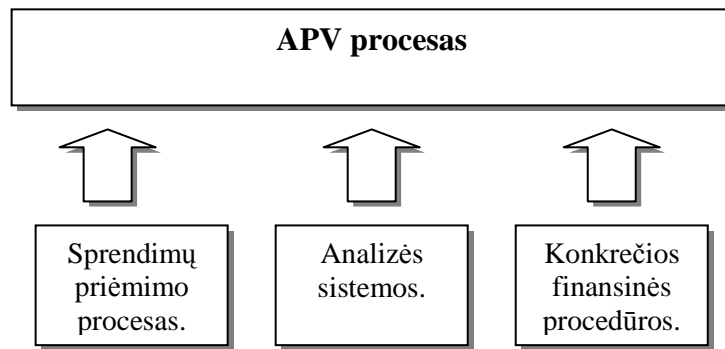 APV procesas
Sprendimų
priėmimo
procesas.
Analizės
sistemos.
Konkrečios
finansinės
procedūros.